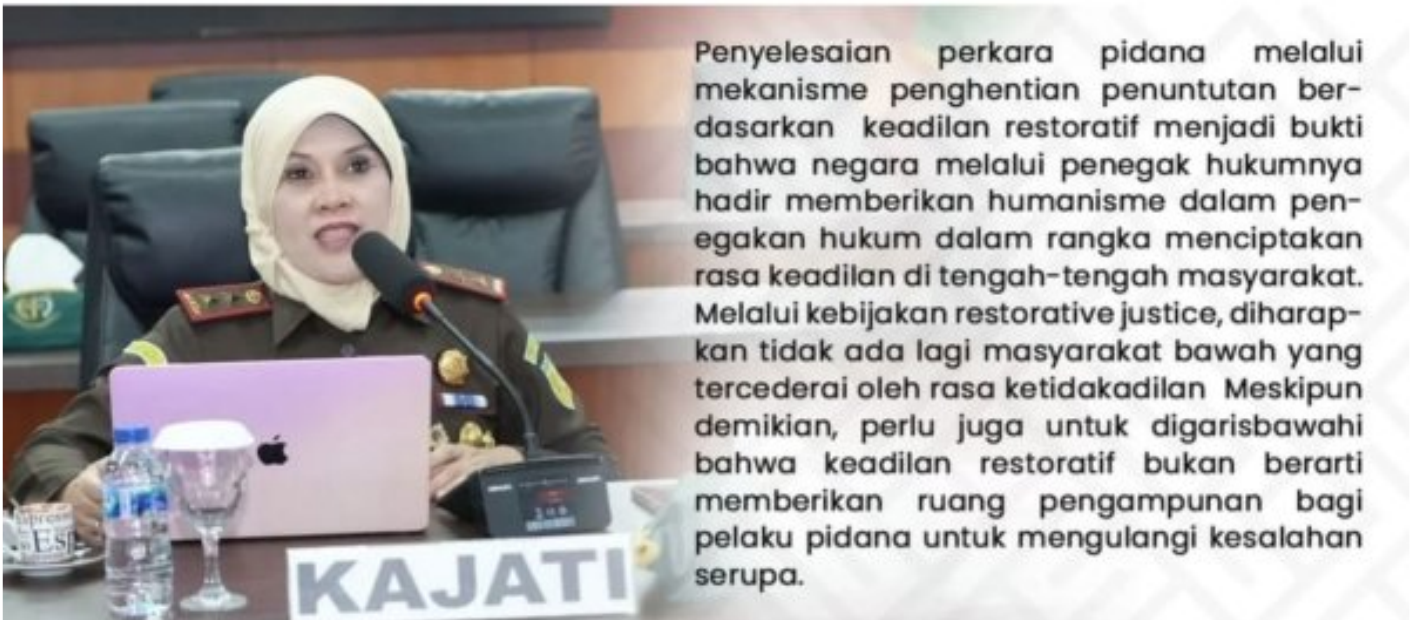 Penyelesaian perkara pidana melalui
mekanisme penghentian penuntutan ber-
dasarkan keadilan restoratif menjadi bukti
bahwa negara melalui penegak hukumnya
hadir memberikan humanisme dalam pen-
egakan hukum dalam rangka menciptakan
rasa keadilan di tengah-tengah masyarakat.
Melalui kebijakan restorative justice, diharap-
kan tidak ada lagi masyarakat bawah yang
tercederai oleh rasa ketidakadilan Meskipun
demikian, perlu juga untuk digarisbawahi
bahwa keadilan restoratif bukan berarti
memberikan ruang pengampunan bagi
pelaku pidana untuk mengulangi kesalahan
serupa.
KAJATI